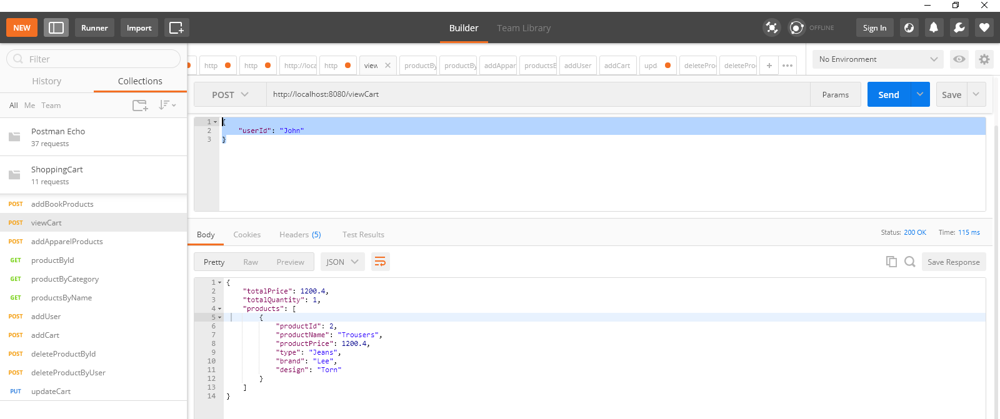 NEW Runner Import Builder Team Library OFFLINE Sign In
Filter
History Collections
All Me Team
Postman Echo
37 requests
ShoppingCart
11 requests
POST addBookProducts
POST viewCart
POST addApparelProducts
GET productById
GET productByCategory
GET productsByName
POST addUser
POST addCart
POST deleteProductById
POST deleteProductByUser
PUT updateCart
http http http://loca http view productBy productBy addAppar productsB addUser addCart upd deletePro deletePro + •••
No Environment
POST http://localhost:8080/viewCart Params Send Save
1 {
2 "userId": "John"
3 }
Body Cookies Headers (5) Test Results Status: 200 OK Time: 115 ms
Pretty Raw Preview JSON Save Response
1 {
2 "totalPrice": 1200.4,
3 "totalQuantity": 1,
4 "products": [
5 {
6 "productId": 2,
7 "productName": "Trousers",
8 "productPrice": 1200.4,
9 "type": "Jeans",
10 "brand": "Lee",
11 "design": "Torn"
12 }
13 ]
14 }